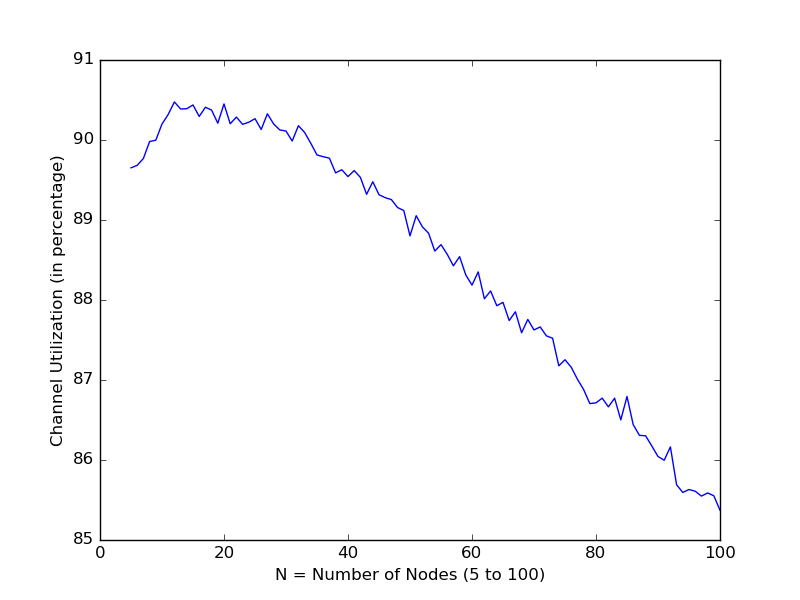 91
90
89
88
87
86
85
0 20 40 60 80 100
Channel Utilization (in percentage)
N = Number of Nodes (5 to 100)